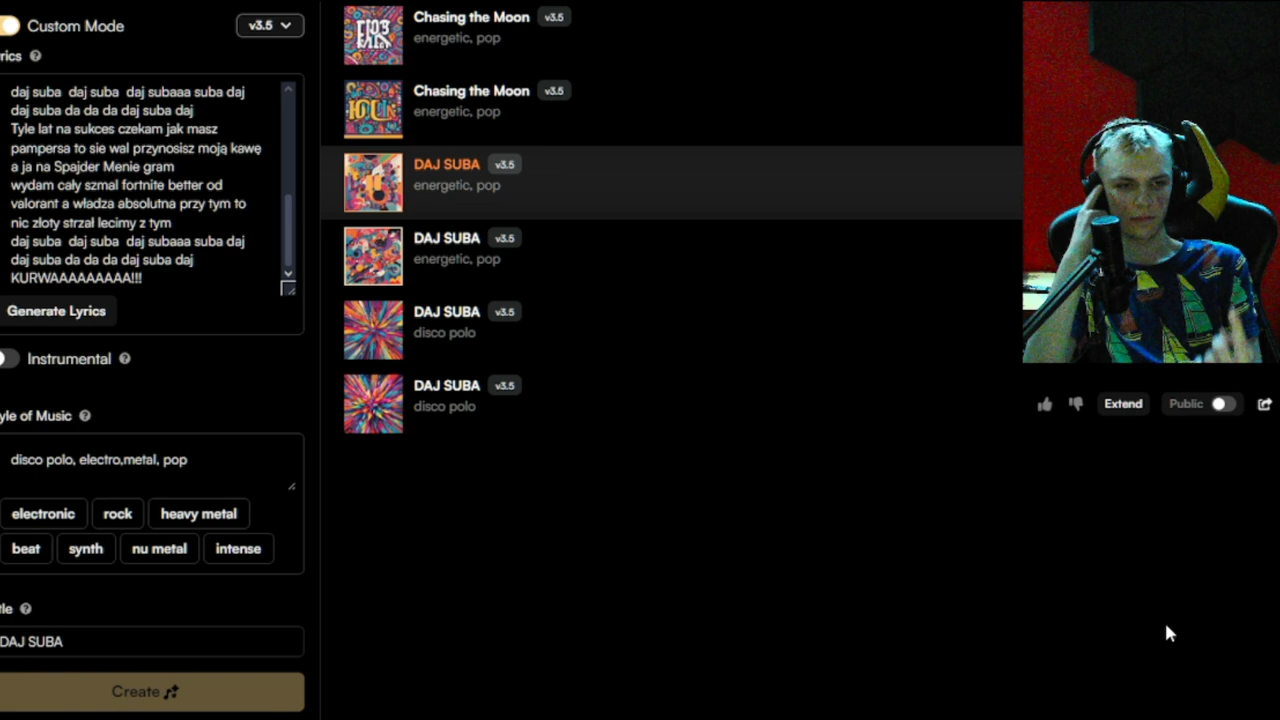 Custom Mode
v3.5
rics
daj suba daj suba daj subaaa suba daj
daj suba da da da daj suba daj
Tyle lat na sukces czekam jak masz
pampersa to sie wal przynosisz moją kawę
a ja na Spajder Menie gram
wydam cały szmal fortnite better od
valorant a władza absolutna przy tym to
nic złoty strzał lecimy z tym
daj suba daj suba daj subaaa suba daj
daj suba da da da daj suba daj
KURWAAAAAAAAA!!!
Generate Lyrics
Instrumental
yle of Music
disco polo, electro,metal, pop
electronic rock heavy metal
beat synth nu metal intense
tle
DAJ SUBA
Create
Chasing the Moon v3.5
energetic, pop
Chasing the Moon v3.5
energetic, pop
DAJ SUBA v3.5
energetic, pop
DAJ SUBA v3.5
energetic, pop
DAJ SUBA v3.5
disco polo
DAJ SUBA v3.5
disco polo
Extend
Public